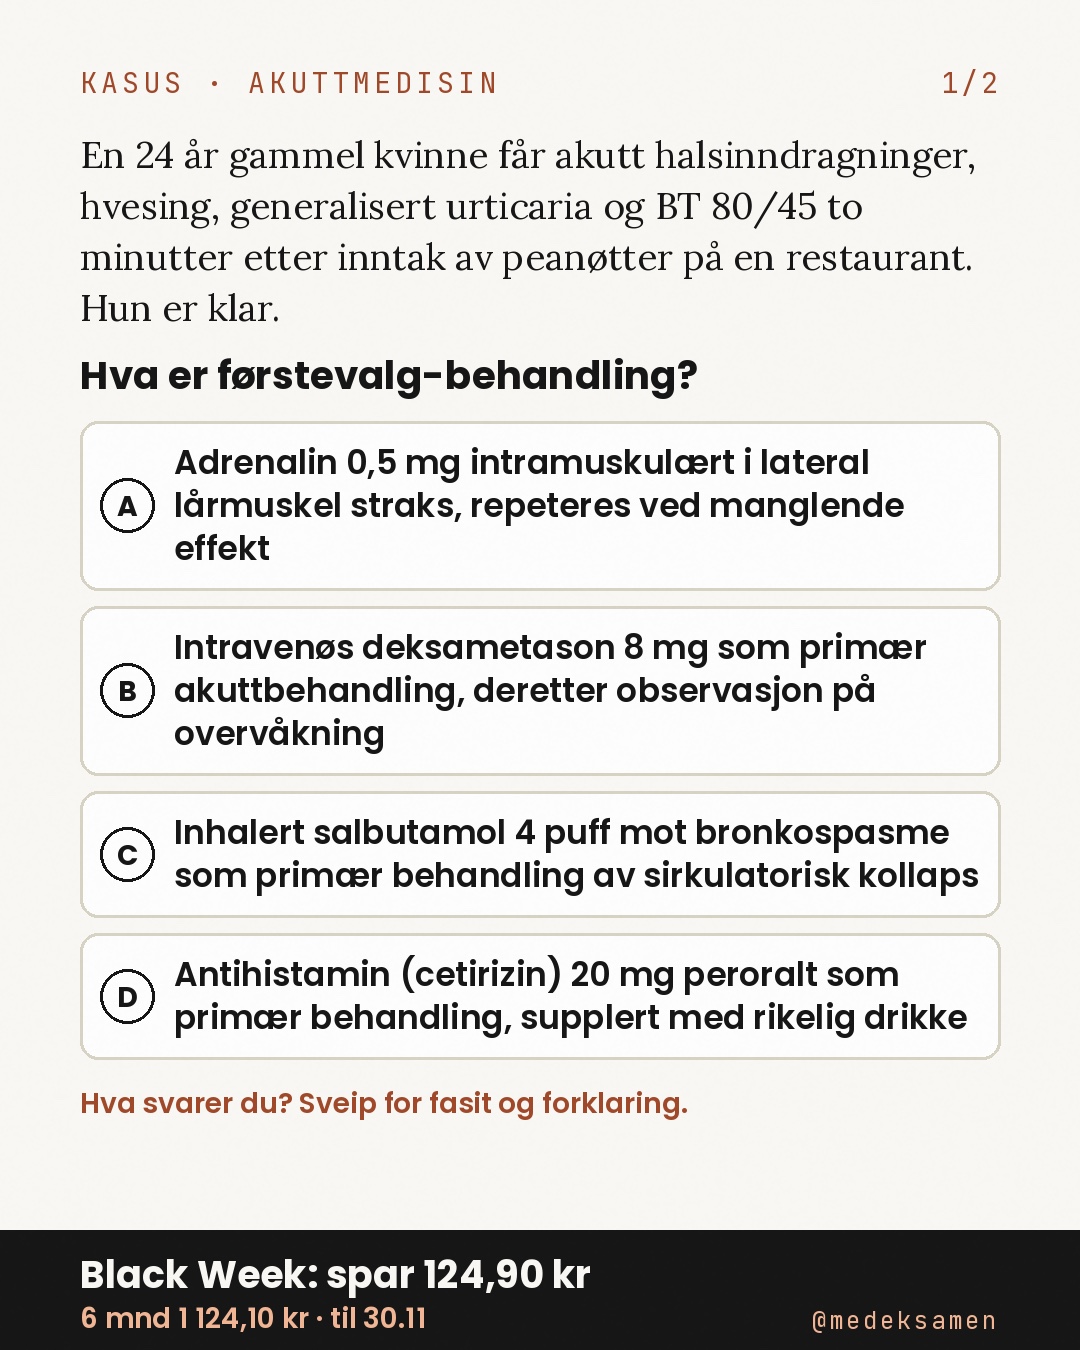 KASUS · AKUTTMEDISIN
1/2
En 24 år gammel kvinne får akutt halsinndragninger,
hvesing, generalisert urticaria og BT 80/45 to
minutter etter inntak av peanøtter på en restaurant.
Hun er klar.
Hva er førstevalg-behandling?
A
Adrenalin 0,5 mg intramuskulært i lateral
lårmuskel straks, repeteres ved manglende
effekt
B
Intravenøs deksametason 8 mg som primær
akuttbehandling, deretter observasjon på
overvåkning
C
Inhalert salbutamol 4 puff mot bronkospasme
som primær behandling av sirkulatorisk kollaps
D
Antihistamin (cetirizin) 20 mg peroralt som
primær behandling, supplert med rikelig drikke
Hva svarer du? Sveip for fasit og forklaring.
Black Week: spar 124,90 kr
6 mnd 1 124,10 kr · til 30.11
@medeksamen